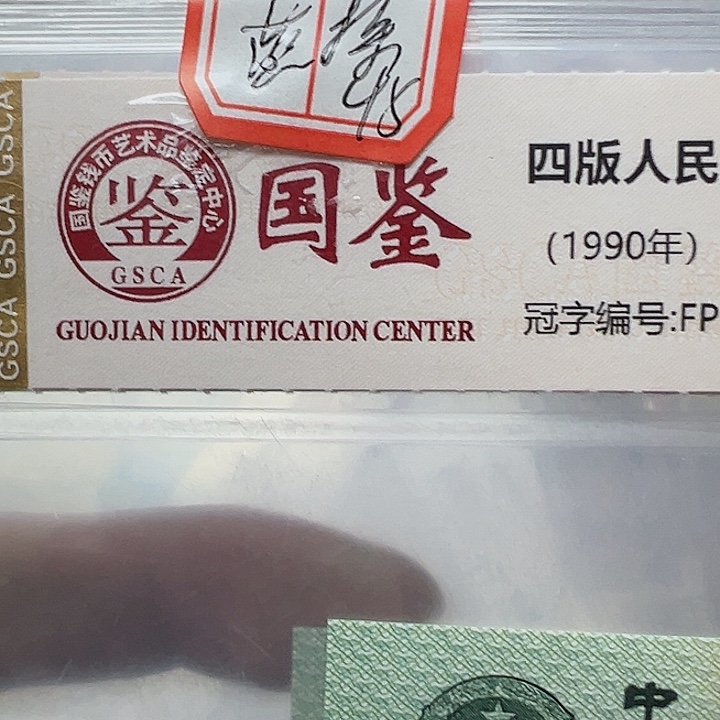 GSCA GSCA GSCA
国鉴钱币艺术品鉴定中心
鉴
GSCA
国鉴
GUOJIAN IDENTIFICATION CENTER
四版人民
(1990年)
冠字编号:FP
中